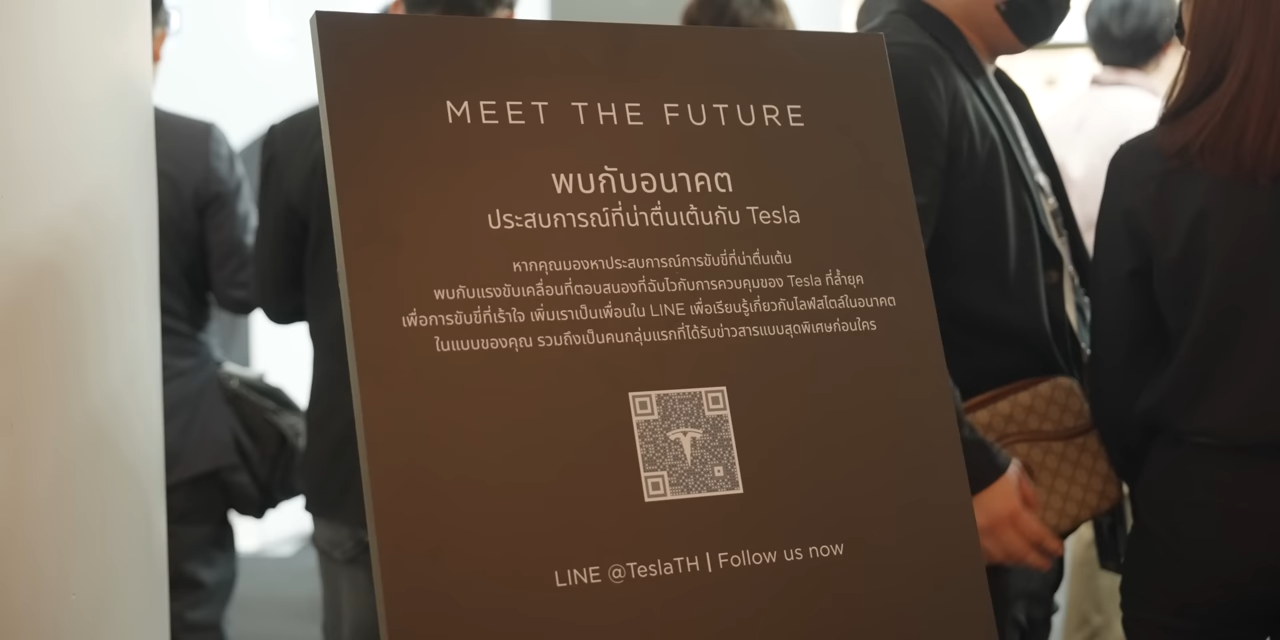 MEET THE FUTURE
พบกับอนาคต
ประสบการณ์ที่น่าตื่นเต้นกับ Tesla
หากคุณมองหาประสบการณ์การขับขี่ที่น่าตื่นเต้น
พบกับแรงขับเคลื่อนที่ตอบสนองที่ฉับไวกับการควบคุมของ Tesla ที่ล้ำยุค
เพื่อการขับขี่ที่เร้าใจ เพิ่มเราเป็นเพื่อนใน LINE เพื่อเรียนรู้เกี่ยวกับไลฟ์สไตล์ในอนาคต
ในแบบของคุณ รวมถึงเป็นคนกลุ่มแรกที่ได้รับข่าวสารแบบสุดพิเศษก่อนใคร
LINE @TeslaTH | Follow us now